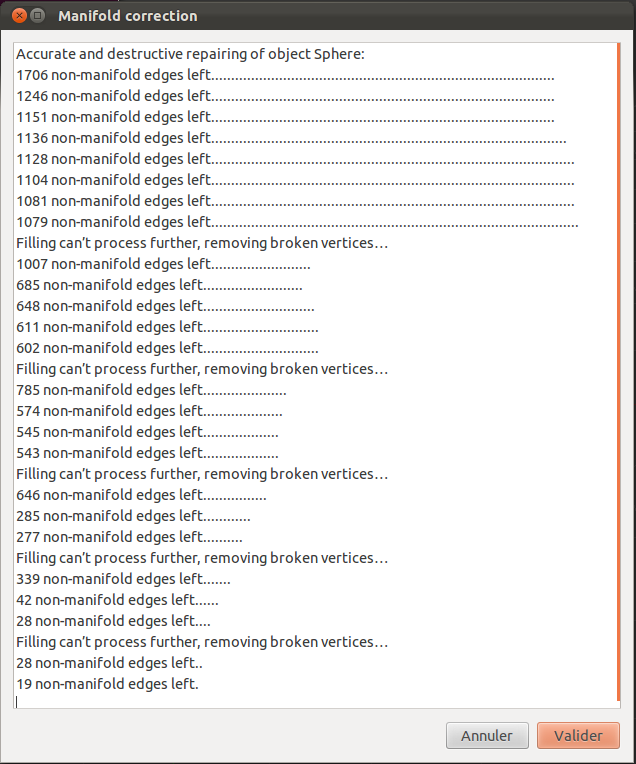 Manifold correction
Accurate and destructive repairing of object Sphere:
1706 non-manifold edges left......................................................................................
1246 non-manifold edges left......................................................................................
1151 non-manifold edges left......................................................................................
1136 non-manifold edges left.........................................................................................
1128 non-manifold edges left...........................................................................................
1104 non-manifold edges left...........................................................................................
1081 non-manifold edges left...........................................................................................
1079 non-manifold edges left............................................................................................
Filling can't process further, removing broken vertices…
1007 non-manifold edges left.........................
685 non-manifold edges left.........................
648 non-manifold edges left............................
611 non-manifold edges left.............................
602 non-manifold edges left.............................
Filling can't process further, removing broken vertices…
785 non-manifold edges left.....................
574 non-manifold edges left....................
545 non-manifold edges left...................
543 non-manifold edges left...................
Filling can't process further, removing broken vertices…
646 non-manifold edges left................
285 non-manifold edges left............
277 non-manifold edges left..........
Filling can't process further, removing broken vertices…
339 non-manifold edges left.......
42 non-manifold edges left......
28 non-manifold edges left....
Filling can't process further, removing broken vertices…
28 non-manifold edges left..
19 non-manifold edges left.
Annuler
Valider